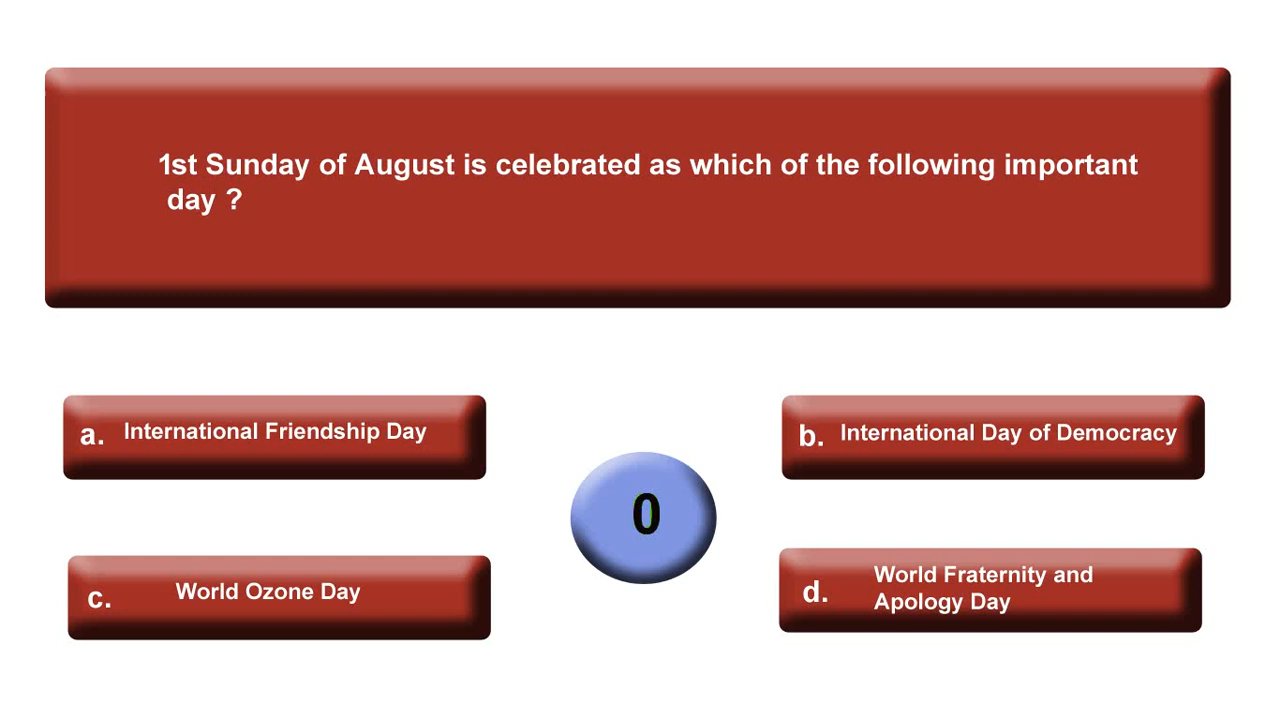 1st Sunday of August is celebrated as which of the following important
day ?
a. International Friendship Day
b. International Day of Democracy
0
c. World Ozone Day
d. World Fraternity and
Apology Day